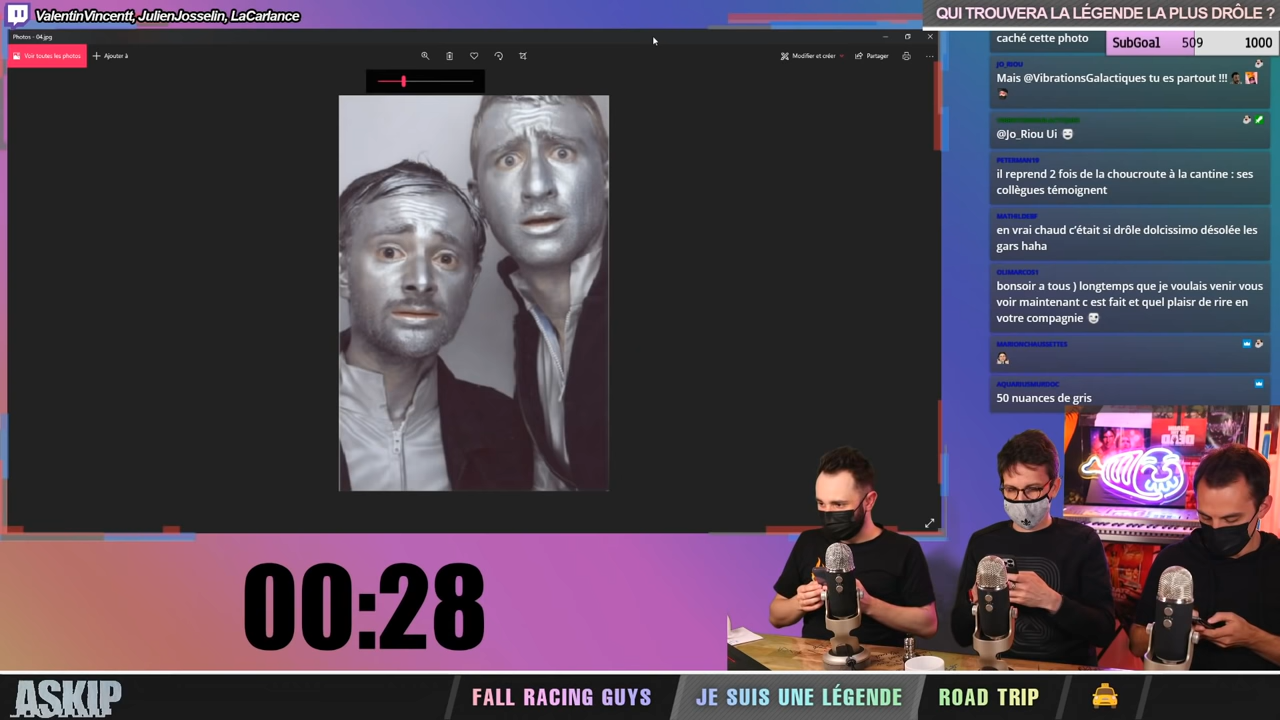 ValentinVincentt, JulienJosselin, LaCarlance
QUI TROUVERA LA LÉGENDE LA PLUS DRÔLE ?
Photos - 04.jpg
Voir toutes les photos
Ajouter à
Modifier et créer
Partager
caché cette photo
SubGoal 509 1000
JO_RIOU
Mais @VibrationsGalactiques tu es partout !!!
@Jo_Riou Ui
PETERMAN19
il reprend 2 fois de la choucroute à la cantine : ses
collègues témoignent
MATHILDEBF
en vrai chaud c'était si drôle dolcissimo désolée les
gars haha
OLIMARCO51
bonsoir a tous ) longtemps que je voulais venir vous
voir maintenant c est fait et quel plaisir de rire en
votre compagnie
MARIONCHAUSSETTES
AQUARIUSMURDOC
50 nuances de gris
00:28
ASKIP
FALL RACING GUYS
JE SUIS UNE LÉGENDE
ROAD TRIP